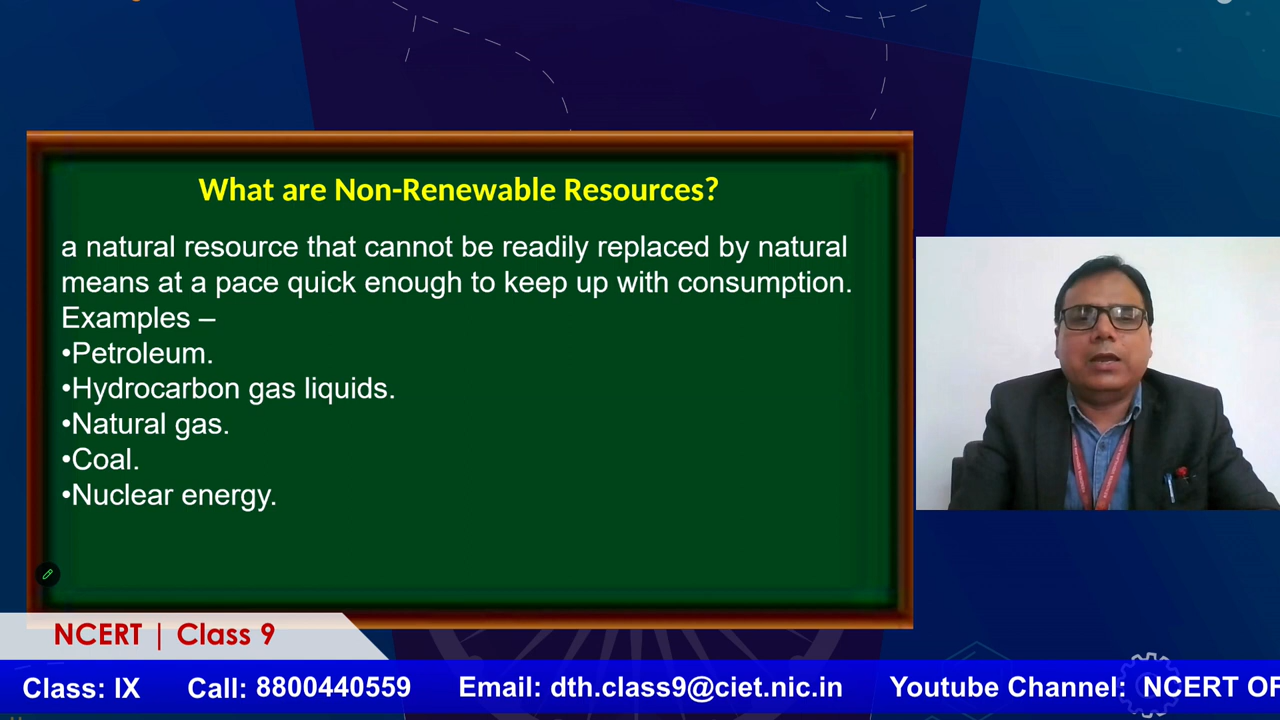 What are Non-Renewable Resources?
a natural resource that cannot be readily replaced by natural
means at a pace quick enough to keep up with consumption.
Examples –
•Petroleum.
•Hydrocarbon gas liquids.
•Natural gas.
•Coal.
•Nuclear energy.
NCERT | Class 9
Class: IX Call: 8800440559 Email: dth.class9@ciet.nic.in Youtube Channel: NCERT OF